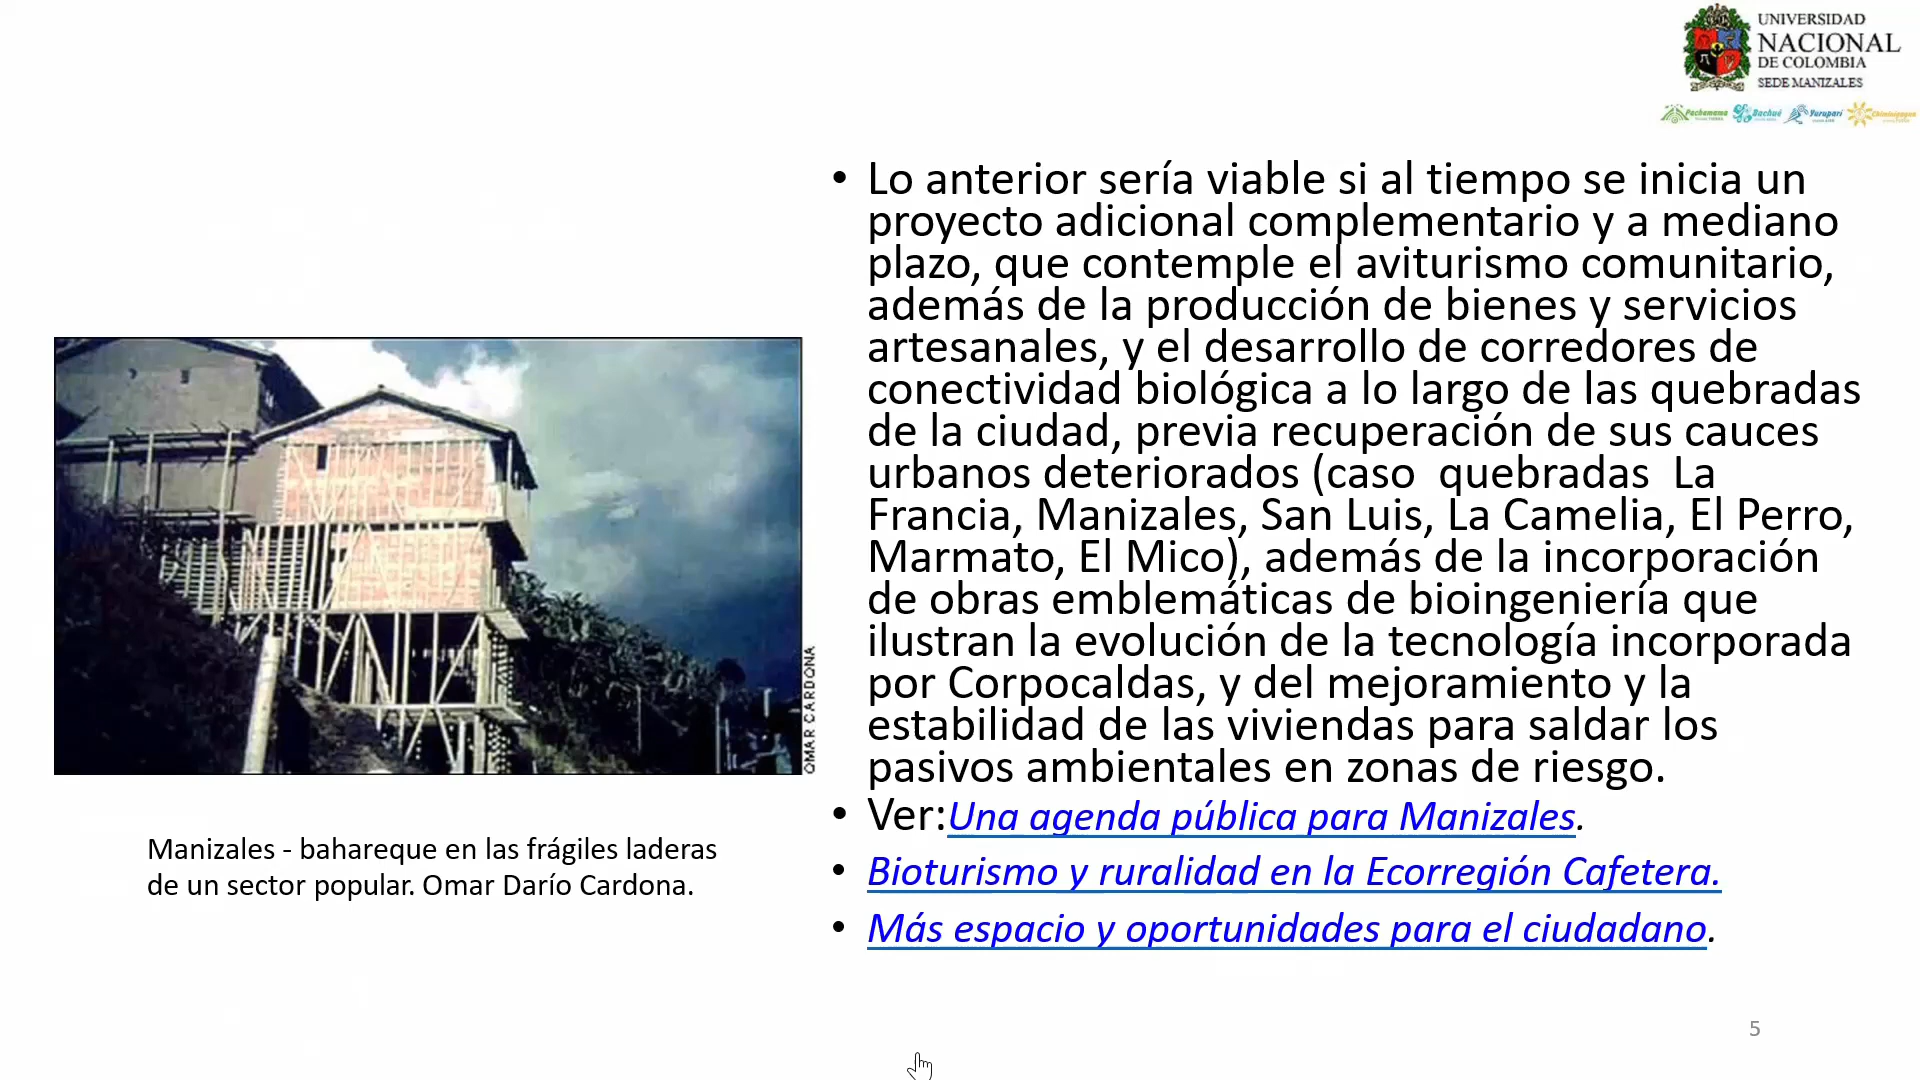 UNIVERSIDAD
NACIONAL
DE COLOMBIA
SEDE MANIZALES
Pachamama Bachué Yurupari Chiminigagua
• Lo anterior sería viable si al tiempo se inicia un
proyecto adicional complementario y a mediano
plazo, que contemple el aviturismo comunitario,
además de la producción de bienes y servicios
artesanales, y el desarrollo de corredores de
conectividad biológica a lo largo de las quebradas
de la ciudad, previa recuperación de sus cauces
urbanos deteriorados (caso quebradas La
Francia, Manizales, San Luis, La Camelia, El Perro,
Marmato, El Mico), además de la incorporación
de obras emblemáticas de bioingeniería que
ilustran la evolución de la tecnología incorporada
por Corpocaldas, y del mejoramiento y la
estabilidad de las viviendas para saldar los
pasivos ambientales en zonas de riesgo.
• Ver:Una agenda pública para Manizales.
• Bioturismo y ruralidad en la Ecorregión Cafetera.
• Más espacio y oportunidades para el ciudadano.
OMAR CARDONA
Manizales - bahareque en las frágiles laderas
de un sector popular. Omar Darío Cardona.
5